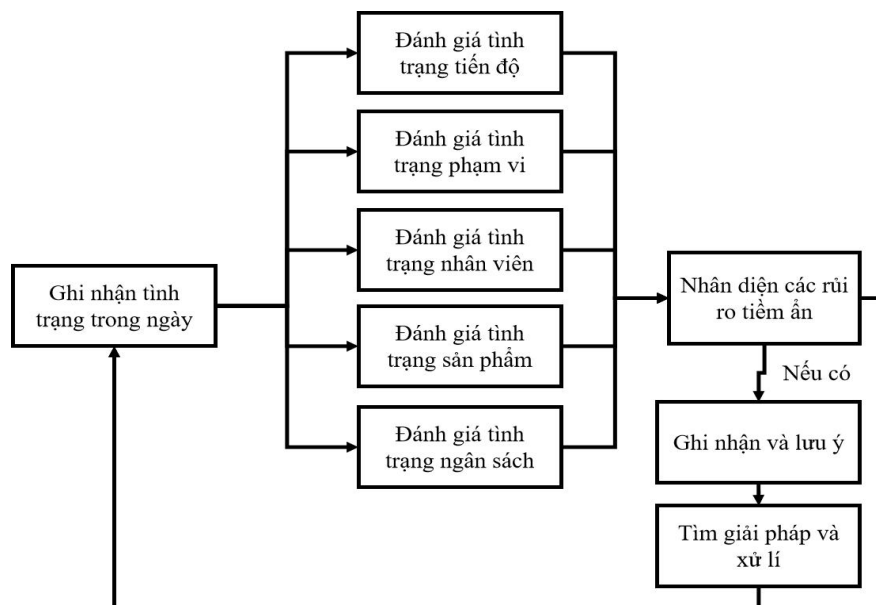 Ghi nhận tình
trạng trong ngày
Đánh giá tình
trạng tiến độ
Đánh giá tình
trạng phạm vi
Đánh giá tình
trạng nhân viên
Đánh giá tình
trạng sản phẩm
Đánh giá tình
trạng ngân sách
Nhân diện các rủi
ro tiềm ẩn
Nếu có
Ghi nhận và lưu ý
Tìm giải pháp và
xử lí